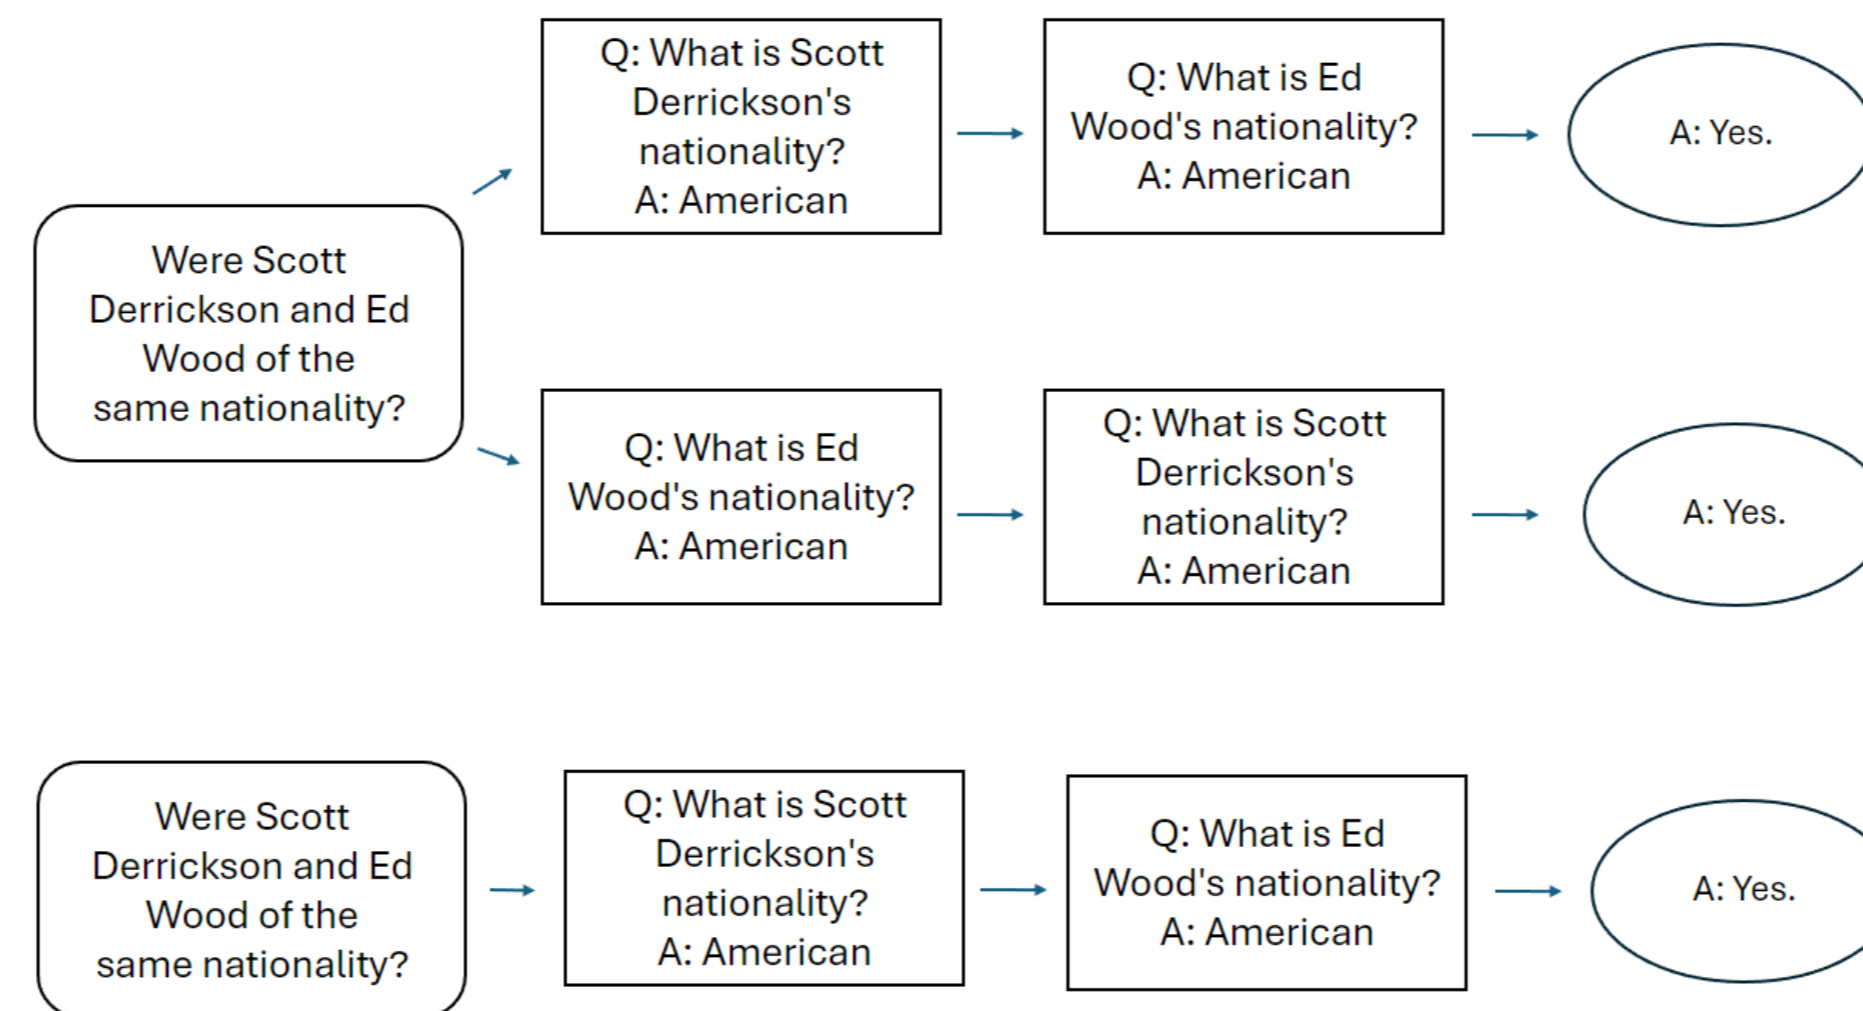 Were Scott
Derrickson and Ed
Wood of the
same nationality?
Q: What is Scott
Derrickson's
nationality?
A: American
Q: What is Ed
Wood's nationality?
A: American
A: Yes.
Q: What is Ed
Wood's nationality?
A: American
Q: What is Scott
Derrickson's
nationality?
A: American
A: Yes.
Were Scott
Derrickson and Ed
Wood of the
same nationality?
Q: What is Scott
Derrickson's
nationality?
A: American
Q: What is Ed
Wood's nationality?
A: American
A: Yes.